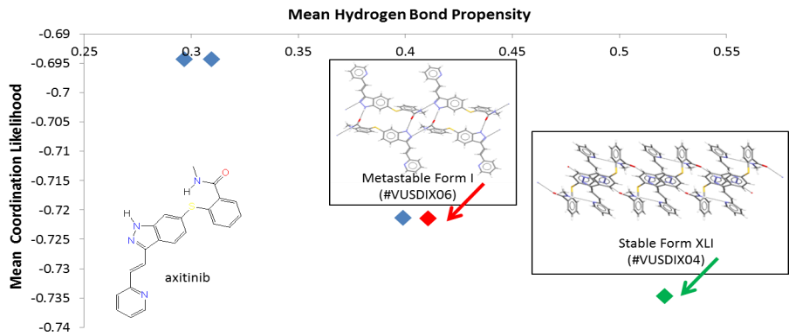 Mean Hydrogen Bond Propensity
0.25 0.3 0.35 0.4 0.45 0.5 0.55
Mean Coordination Likelihood
-0.69
-0.695
-0.7
-0.705
-0.71
-0.715
-0.72
-0.725
-0.73
-0.735
-0.74
Metastable Form I
(#VUSDIX06)
Stable Form XLI
(#VUSDIX04)
N
H
O
H
N
N
S
N
axitinib